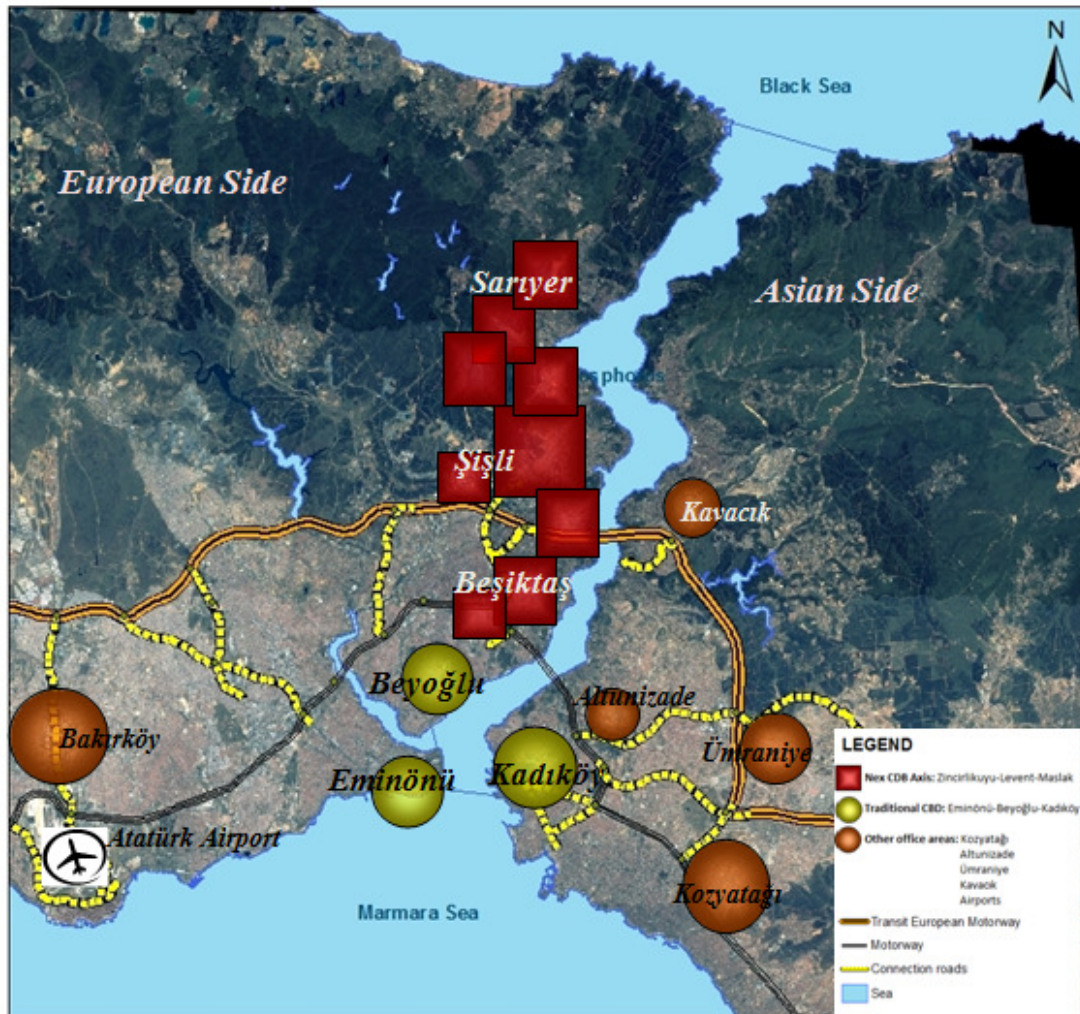 N
Black Sea
European Side
Asian Side
Sarıyer
os phoros
Şişli
Kavacık
Beşiktaş
Beyoğlu
Altunizade
Bakırköy
Ümraniye
Eminönü
Kadıköy
Atatürk Airport
Kozyatağı
Marmara Sea
LEGEND
Nex CDB Axis: Zincirlikuyu-Levent-Maslak
Traditional CBD: Eminönü-Beyoğlu-Kadıköy
Other office areas: Kozyatağı
Altunizade
Ümraniye
Kavacık
Airports
Transit European Motorway
Motorway
Connection roads
Sea